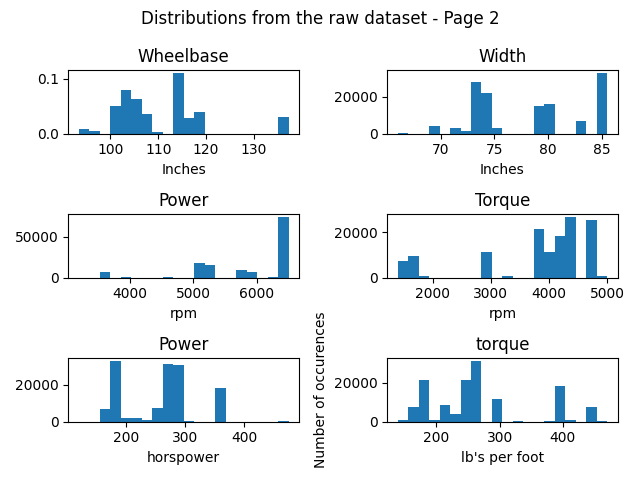 Distributions from the raw dataset - Page 2
Wheelbase
0.1
0.0
100 110 120 130
Inches
Width
20000
0
70 75 80 85
Inches
Power
50000
0
4000 5000 6000
rpm
Torque
20000
0
2000 3000 4000 5000
rpm
Power
20000
0
200 300 400
horspower
Number of occurences
torque
20000
0
200 300 400
lb's per foot